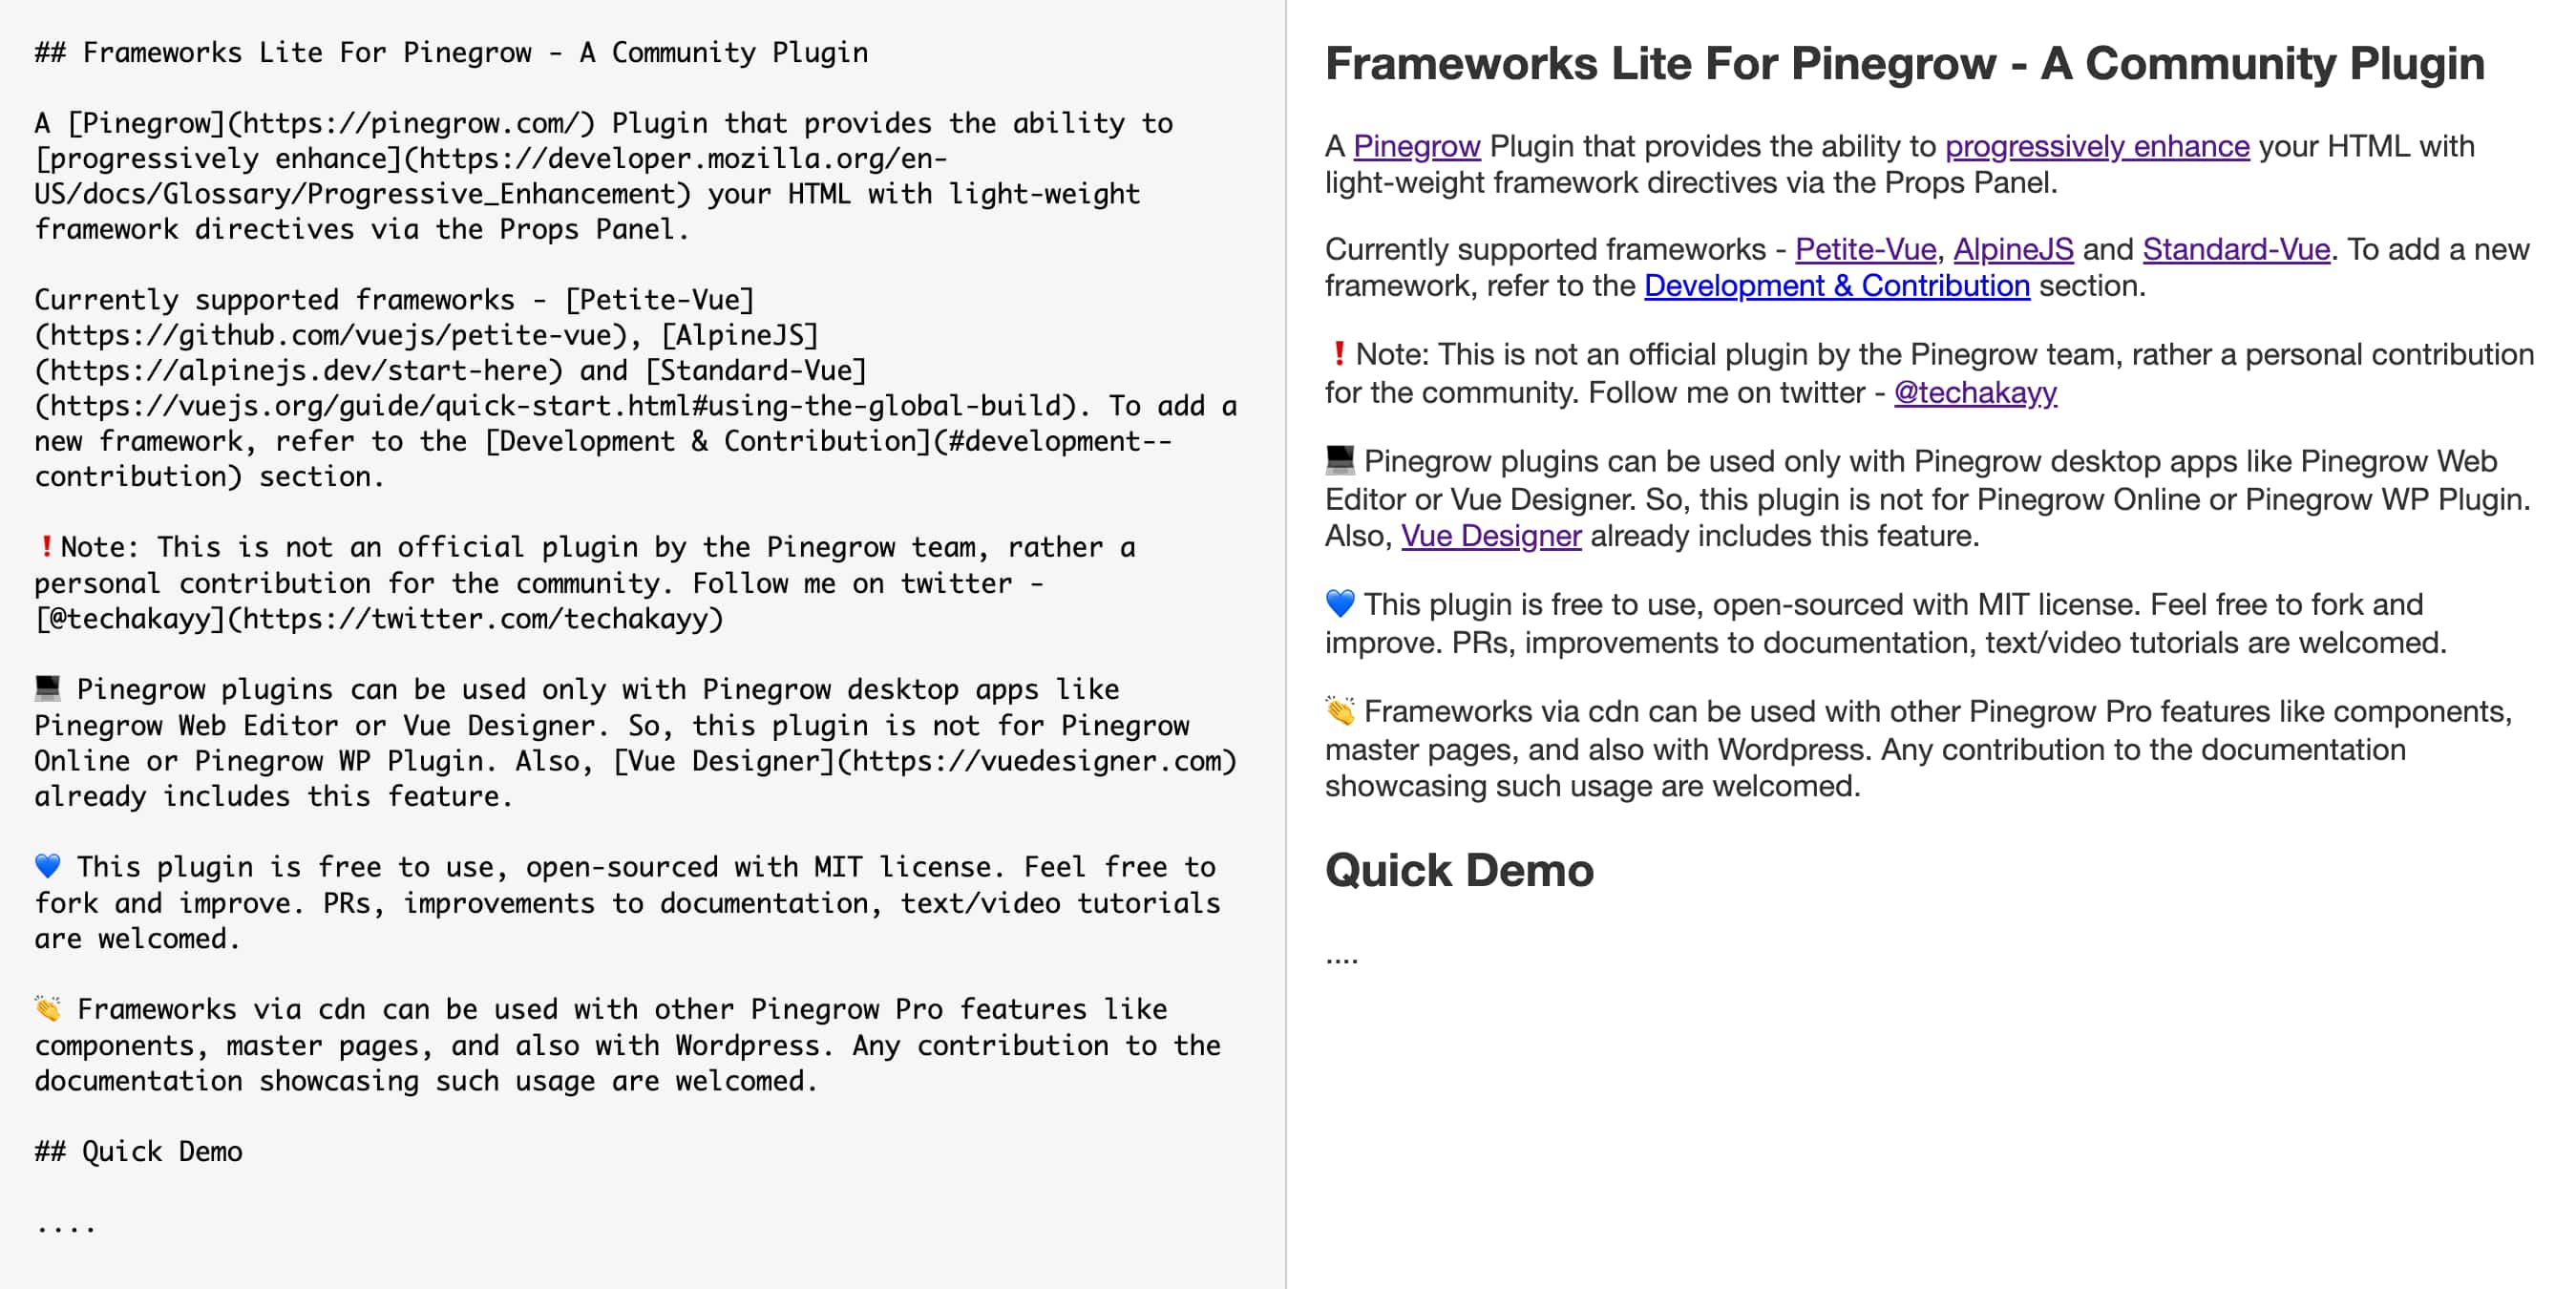 ## Frameworks Lite For Pinegrow - A Community Plugin
A [Pinegrow](https://pinegrow.com/) Plugin that provides the ability to
[progressively enhance](https://developer.mozilla.org/en-
US/docs/Glossary/Progressive_Enhancement) your HTML with light-weight
framework directives via the Props Panel.
Currently supported frameworks - [Petite-Vue]
(https://github.com/vuejs/petite-vue), [AlpineJS]
(https://alpinejs.dev/start-here) and [Standard-Vue]
(https://vuejs.org/guide/quick-start.html#using-the-global-build). To add a
new framework, refer to the [Development & Contribution](#development--
contribution) section.
❗Note: This is not an official plugin by the Pinegrow team, rather a
personal contribution for the community. Follow me on twitter -
[@techakayy](https://twitter.com/techakayy)
💻 Pinegrow plugins can be used only with Pinegrow desktop apps like
Pinegrow Web Editor or Vue Designer. So, this plugin is not for Pinegrow
Online or Pinegrow WP Plugin. Also, [Vue Designer](https://vuedesigner.com)
already includes this feature.
💙 This plugin is free to use, open-sourced with MIT license. Feel free to
fork and improve. PRs, improvements to documentation, text/video tutorials
are welcomed.
👏 Frameworks via cdn can be used with other Pinegrow Pro features like
components, master pages, and also with Wordpress. Any contribution to the
documentation showcasing such usage are welcomed.
## Quick Demo
....
Frameworks Lite For Pinegrow - A Community Plugin
A Pinegrow Plugin that provides the ability to progressively enhance your HTML with
light-weight framework directives via the Props Panel.
Currently supported frameworks - Petite-Vue, AlpineJS and Standard-Vue. To add a new
framework, refer to the Development & Contribution section.
❗Note: This is not an official plugin by the Pinegrow team, rather a personal contribution
for the community. Follow me on twitter - @techakayy
💻 Pinegrow plugins can be used only with Pinegrow desktop apps like Pinegrow Web
Editor or Vue Designer. So, this plugin is not for Pinegrow Online or Pinegrow WP Plugin.
Also, Vue Designer already includes this feature.
💙 This plugin is free to use, open-sourced with MIT license. Feel free to fork and
improve. PRs, improvements to documentation, text/video tutorials are welcomed.
👏 Frameworks via cdn can be used with other Pinegrow Pro features like components,
master pages, and also with Wordpress. Any contribution to the documentation
showcasing such usage are welcomed.
Quick Demo
....